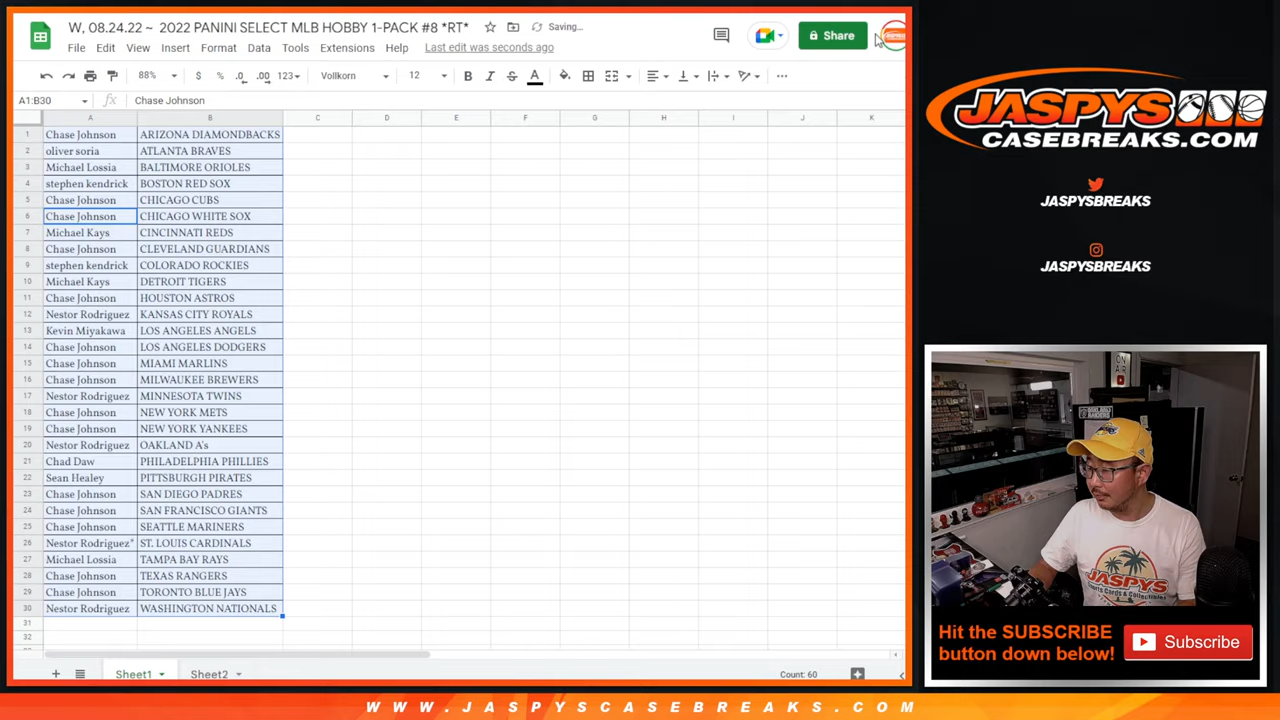 W, 08.24.22 ~ 2022 PANINI SELECT MLB HOBBY 1-PACK #8 *RT*
Saving...
File Edit View Insert Format Data Tools Extensions Help Last edit was seconds ago
Share
88% $ % .0 .00 123 Vollkorn 12 B I S A
A1:B30 fx Chase Johnson
A B C D E F G H I J K
1 Chase Johnson ARIZONA DIAMONDBACKS
2 oliver soria ATLANTA BRAVES
3 Michael Lossia BALTIMORE ORIOLES
4 stephen kendrick BOSTON RED SOX
5 Chase Johnson CHICAGO CUBS
6 Chase Johnson CHICAGO WHITE SOX
7 Michael Kays CINCINNATI REDS
8 Chase Johnson CLEVELAND GUARDIANS
9 stephen kendrick COLORADO ROCKIES
10 Michael Kays DETROIT TIGERS
11 Chase Johnson HOUSTON ASTROS
12 Nestor Rodriguez KANSAS CITY ROYALS
13 Kevin Miyakawa LOS ANGELES ANGELS
14 Chase Johnson LOS ANGELES DODGERS
15 Chase Johnson MIAMI MARLINS
16 Chase Johnson MILWAUKEE BREWERS
17 Nestor Rodriguez MINNESOTA TWINS
18 Chase Johnson NEW YORK METS
19 Chase Johnson NEW YORK YANKEES
20 Nestor Rodriguez OAKLAND A's
21 Chad Daw PHILADELPHIA PHILLIES
22 Sean Healey PITTSBURGH PIRATES
23 Chase Johnson SAN DIEGO PADRES
24 Chase Johnson SAN FRANCISCO GIANTS
25 Chase Johnson SEATTLE MARINERS
26 Nestor Rodriguez* ST. LOUIS CARDINALS
27 Michael Lossia TAMPA BAY RAYS
28 Chase Johnson TEXAS RANGERS
29 Chase Johnson TORONTO BLUE JAYS
30 Nestor Rodriguez WASHINGTON NATIONALS
31
32
Sheet1 Sheet2 Count: 60
JASPYS
CASEBREAKS.COM
JASPYSBREAKS
JASPYSBREAKS
ON
AIR
JASPYS
Sports Cards & Collectibles
Hit the SUBSCRIBE
button down below!
Subscribe
WWW.JASPYSCASEBREAKS.COM